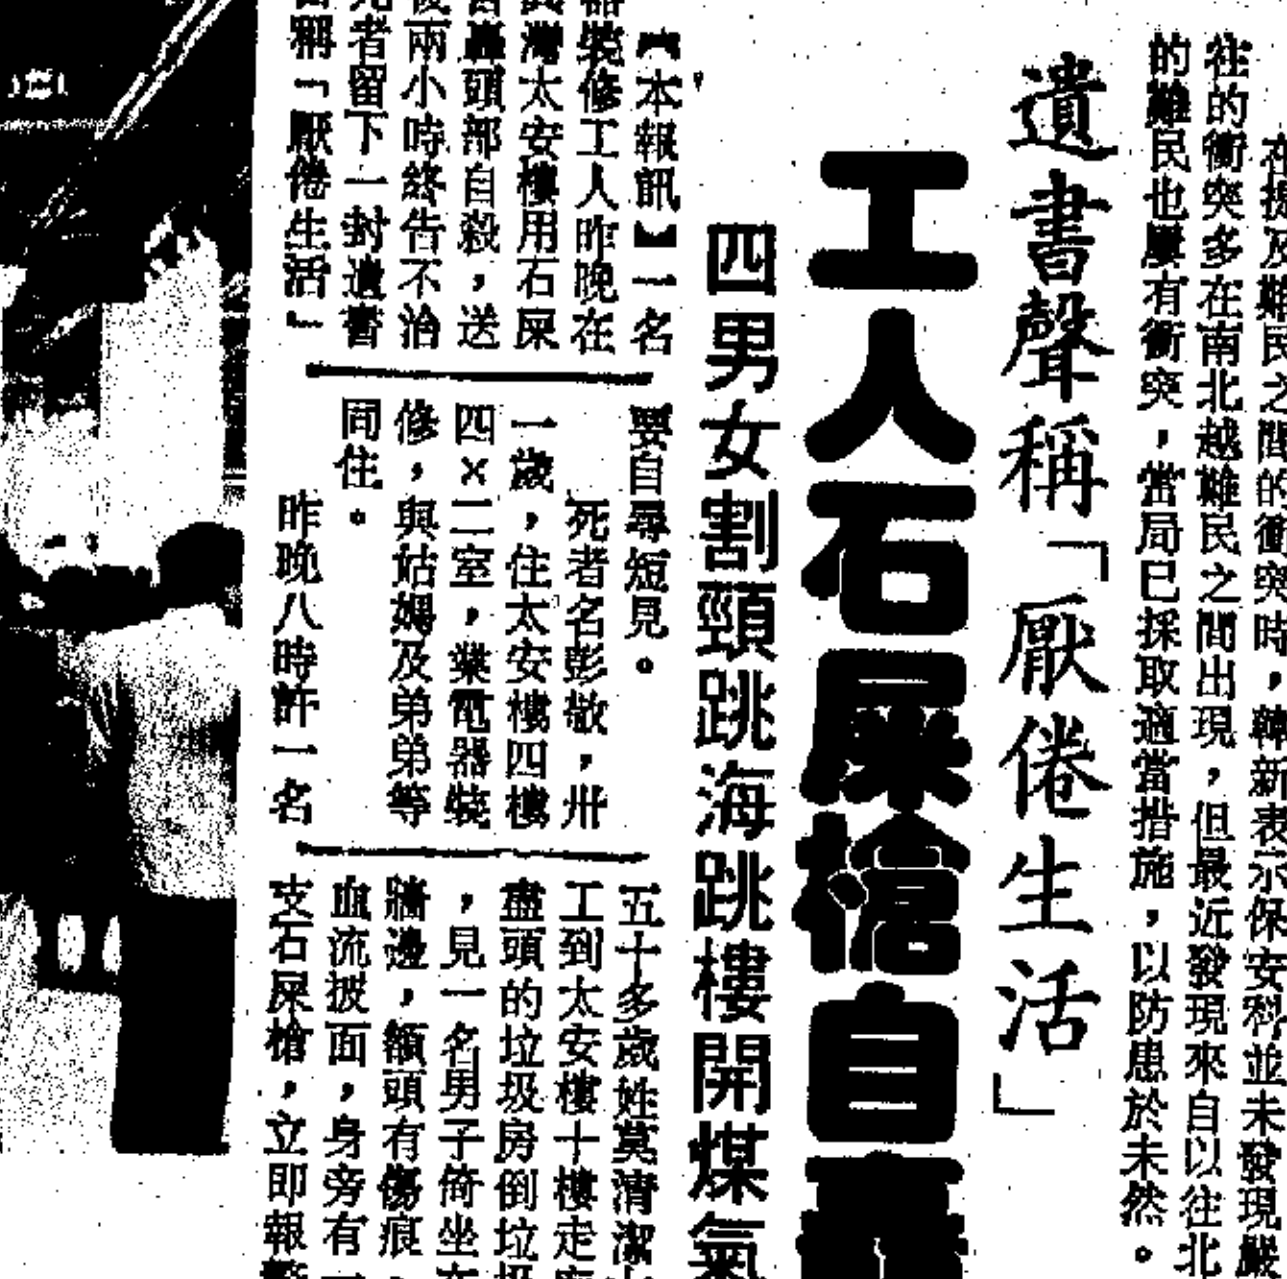 在提及難民之間的衝突時，韓新表示保安科並未發現嚴
往的衝突多在南北越難民之間出現，但最近發現來自以往北
的難民也屢有衝突，當局已採取適當措施，以防患於未然。
遺書聲稱「厭倦生活」
工人石屎槍自轟
四男女割頸跳海跳樓開煤氣
【本報訊】一名
裝修工人昨晚在
灣太安樓用石屎
轟頭部自殺，送
兩小時終告不治
者留下一封遺書
稱「厭倦生活」
要自尋短見。
死者名彭敬，卅
一歲，住太安樓四樓
四×二室，業電器裝
修，與姑媽及弟弟等
同住。
昨晚八時許一名
五十多歲姓莫清潔
工到太安樓十樓走
盡頭的垃圾房倒垃圾
，見一名男子倚坐在
牆邊，額頭有傷痕，
血流披面，身旁有一
支石屎槍，立即報警